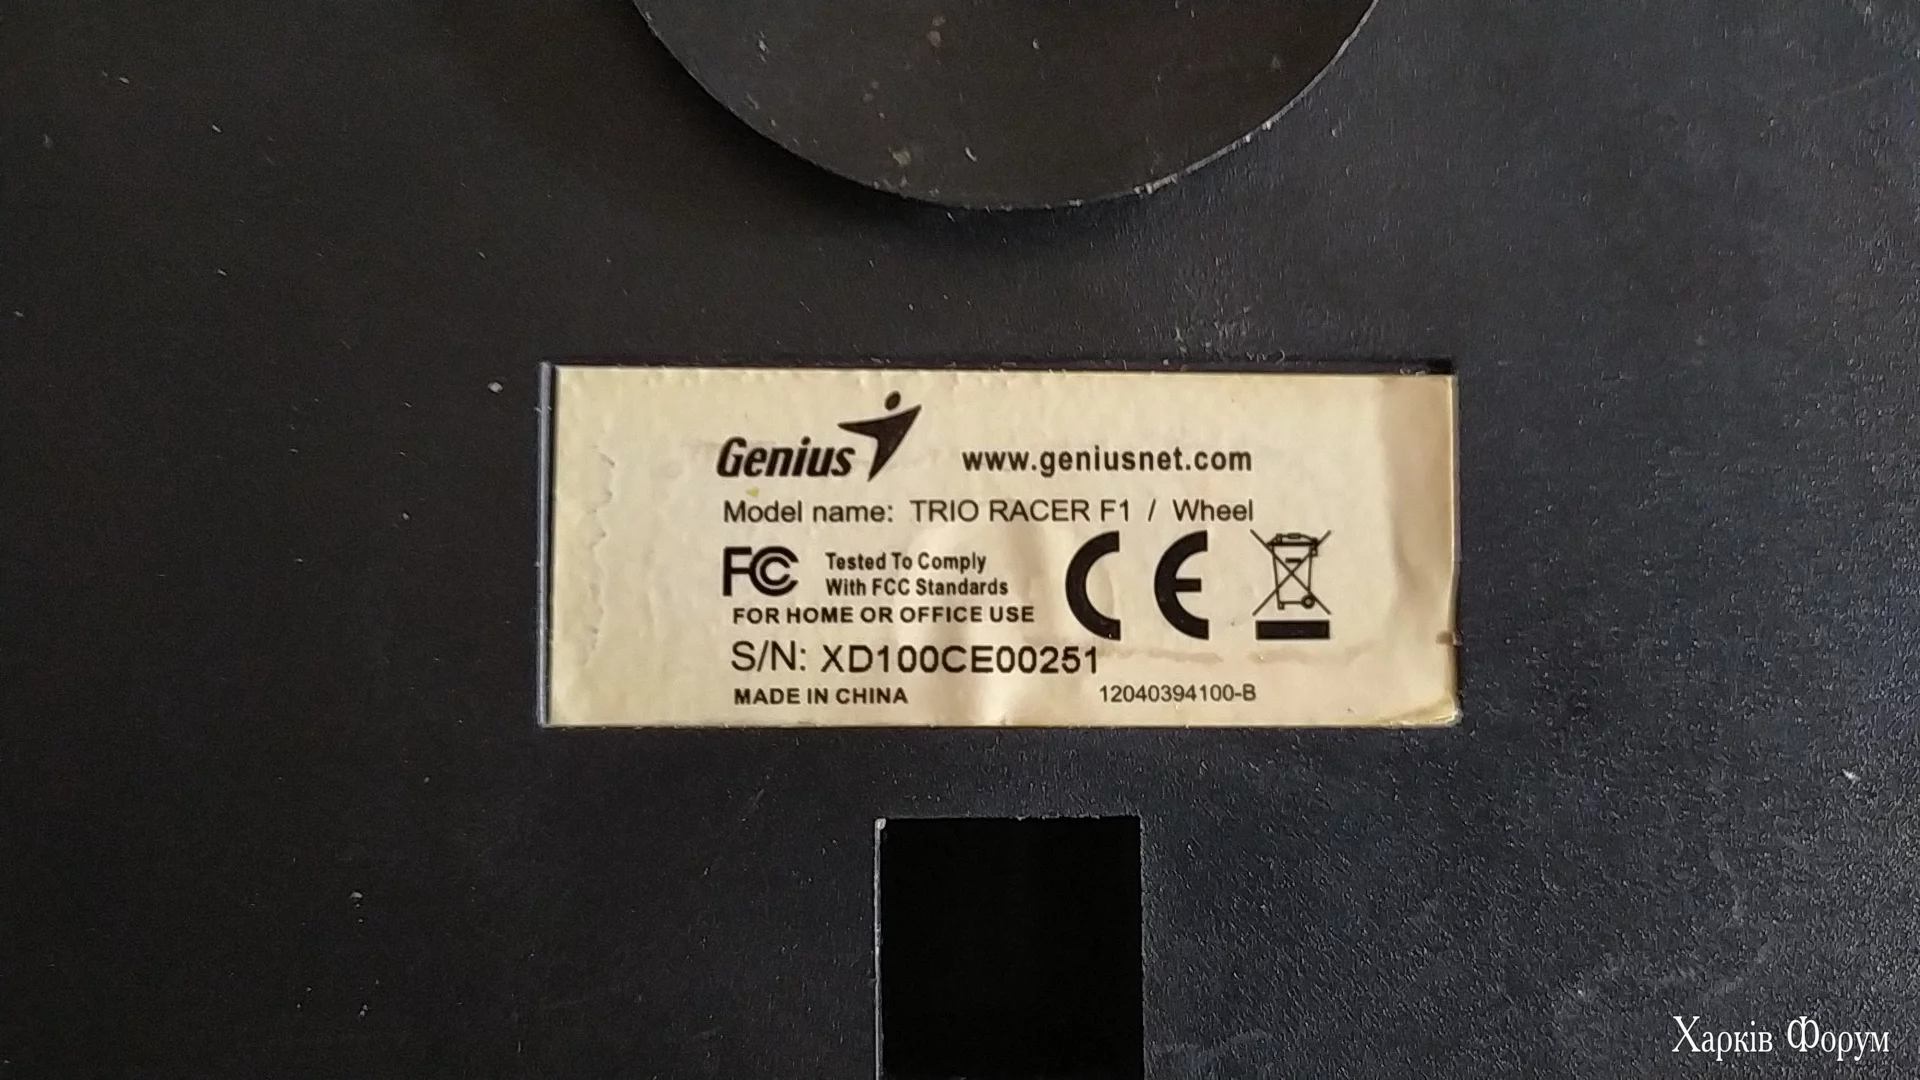 Genius www.geniusnet.com
Model name: TRIO RACER F1 / Wheel
FC Tested To Comply
With FCC Standards
FOR HOME OR OFFICE USE
CE
S/N: XD100CE00251
MADE IN CHINA 12040394100-B
Харків Форум